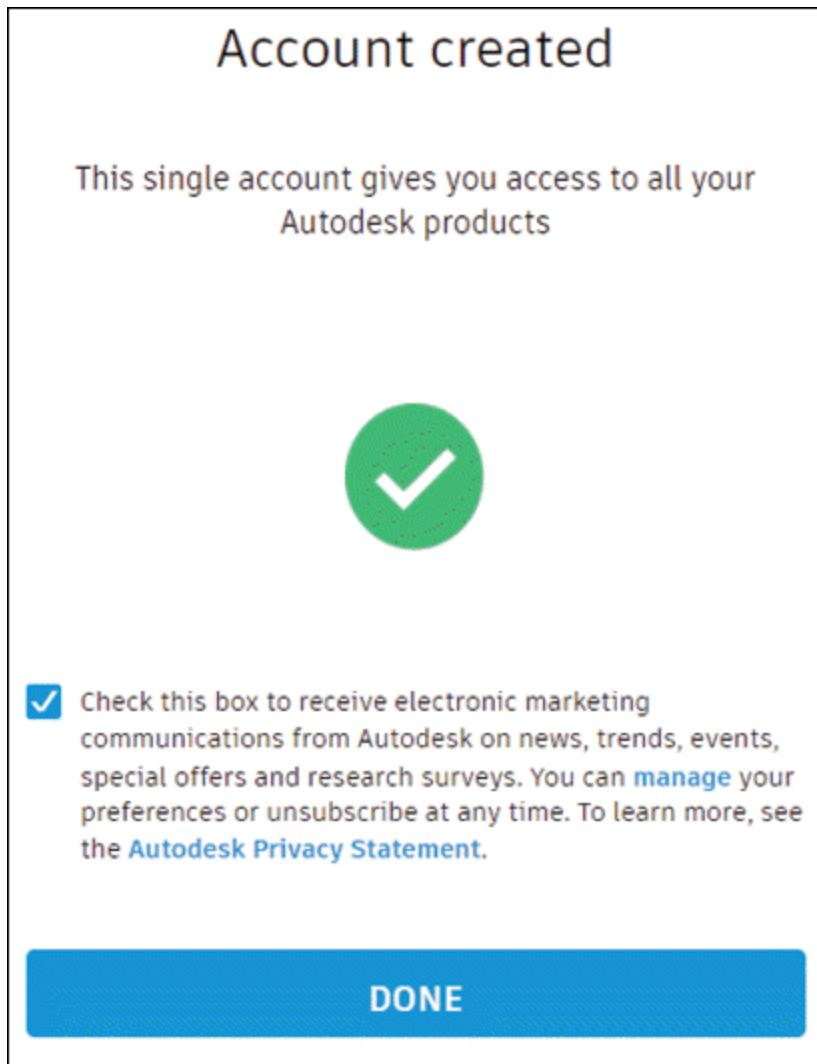 Account created
This single account gives you access to all your
Autodesk products
Check this box to receive electronic marketing
communications from Autodesk on news, trends, events,
special offers and research surveys. You can manage your
preferences or unsubscribe at any time. To learn more, see
the Autodesk Privacy Statement.
DONE